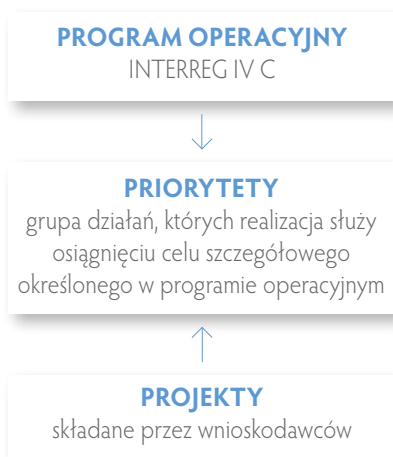 PROGRAM OPERACYJNY
INTERREG IV C
PRIORYTETY
grupa działań, których realizacja służy
osiągnięciu celu szczegółowego
określonego w programie operacyjnym
PROJEKTY
składane przez wnioskodawców